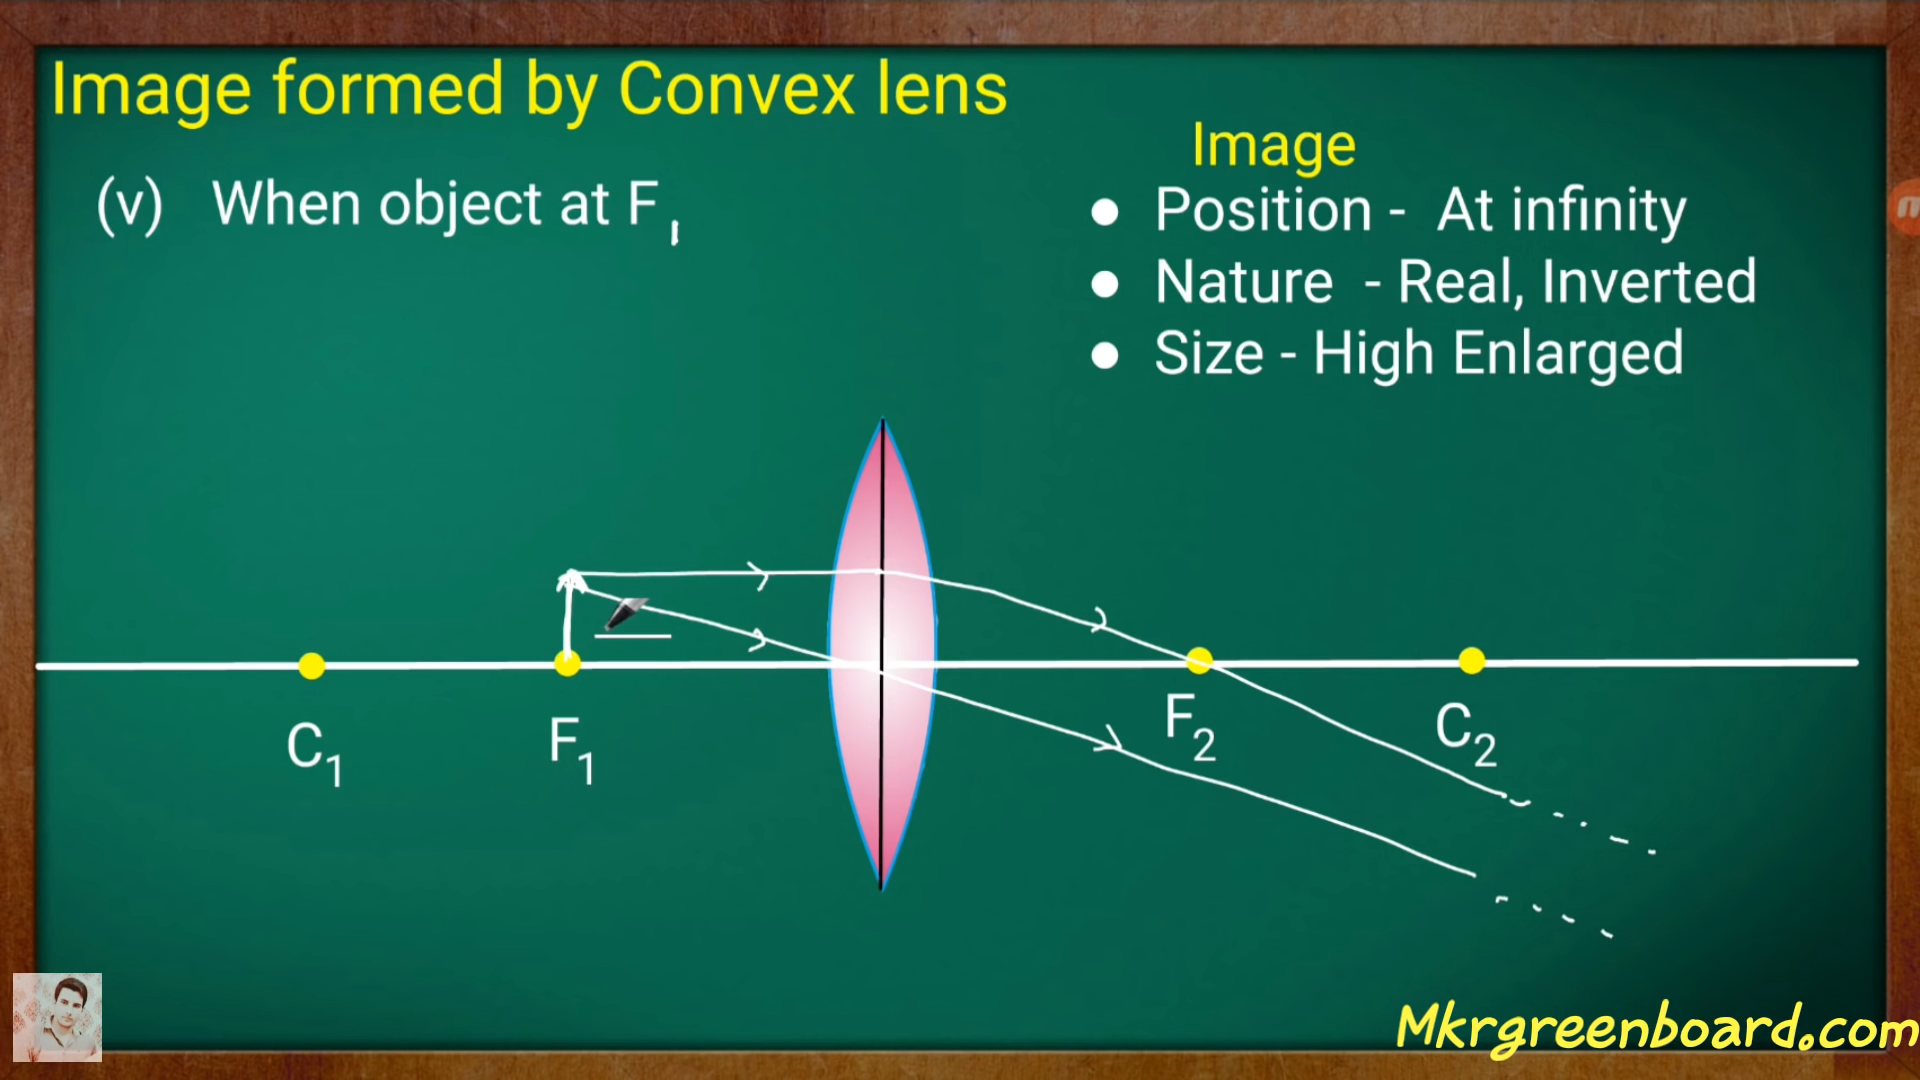 Image formed by Convex lens
(v) When object at F₁
Image
● Position - At infinity
● Nature - Real, Inverted
● Size - High Enlarged
C₁ F₁ F₂ C₂
Mkrgreenboard.com